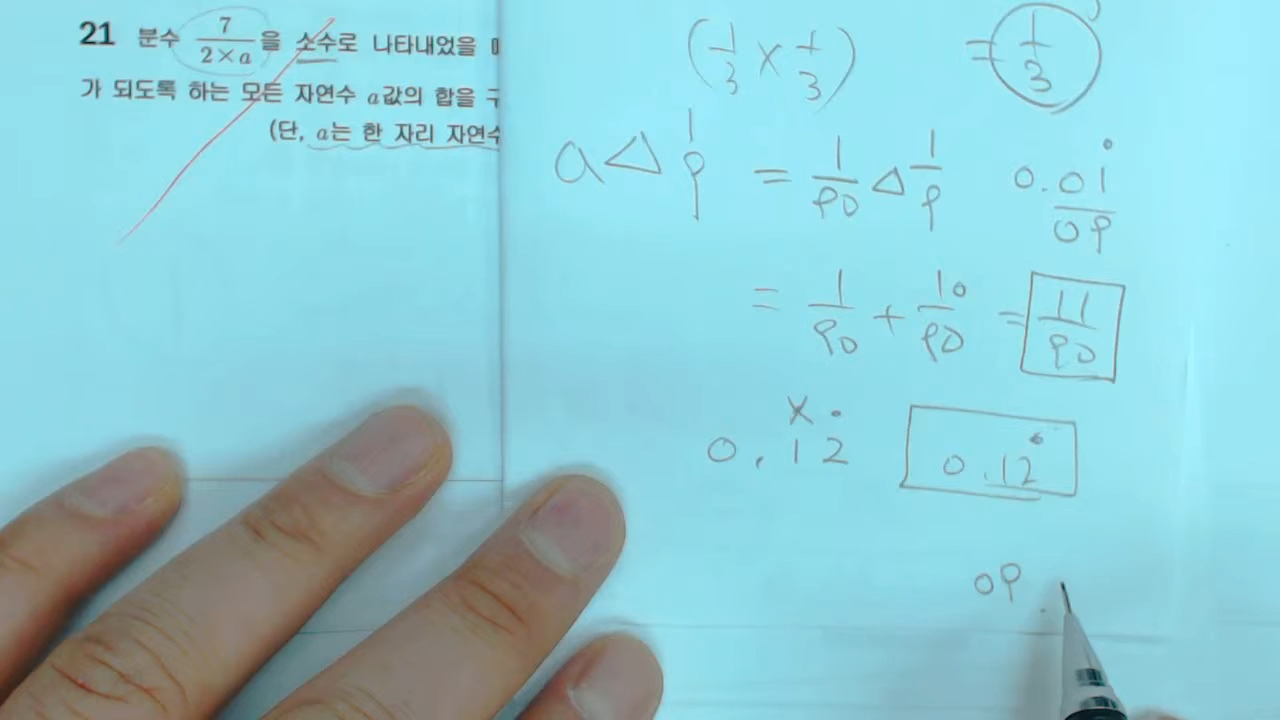 21 분수 7/(2×a)을 소수로 나타내었을
가 되도록 하는 모든 자연수 a값의 합을
(단, a는 한 자리 자연수
(1/3 × 1/3) = 1/3
a△1/9 = 1/90 △ 1/9 0.01̇
09
= 1/90 + 10/90 = 11/90
× ·
0.12 0.12̇
09